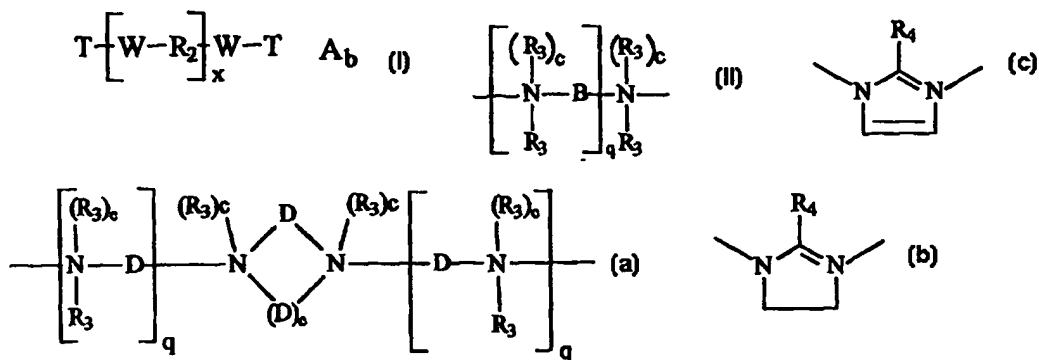 T-[W-R2]x-W-T Ab (I)
[N(R3)c(R3)-B]q N(R3)c(R3) (II)
R4 N N (c)
[N(R3)c(R3)-D]q N(R3)c D (D)c N(R3)c [D-N(R3)c(R3)]q (a)
R4 N N (b)